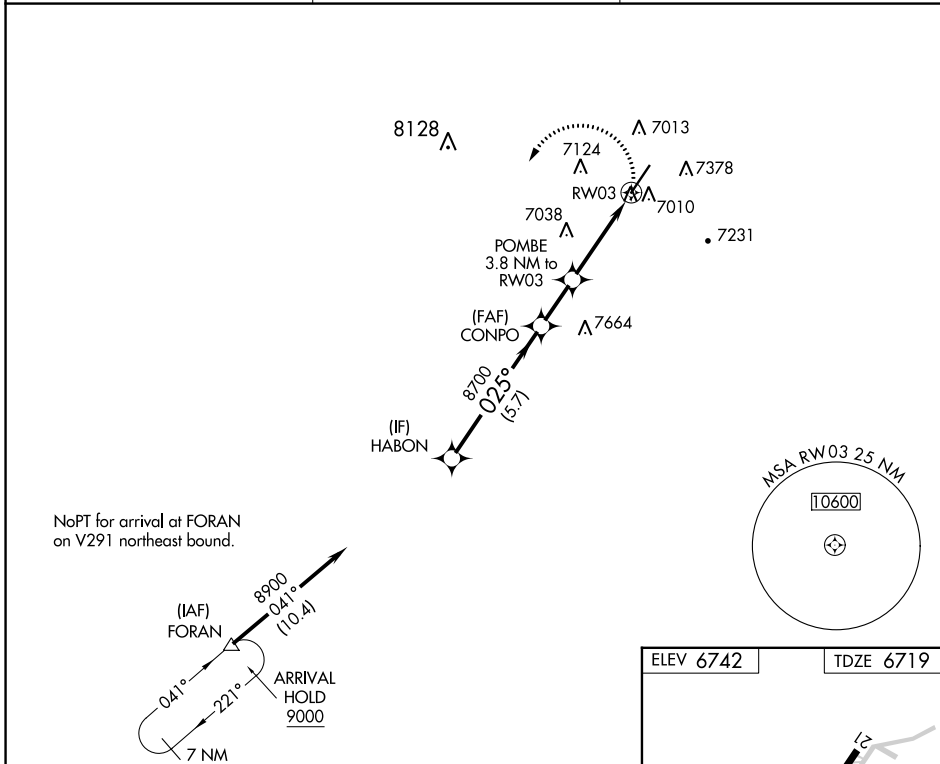 8128
7013
7124
7378
RW03
7010
7038
7231
POMBE
3.8 NM to
RW03
(FAF)
CONPO
7664
8700
025°
(5.7)
(IF)
HABON
MSA RW03 25 NM
10600
NoPT for arrival at FORAN
on V291 northeast bound.
8900
041°
(10.4)
(IAF)
FORAN
041°
221°
ARRIVAL
HOLD
9000
7 NM
ELEV 6742
TDZE 6719
21